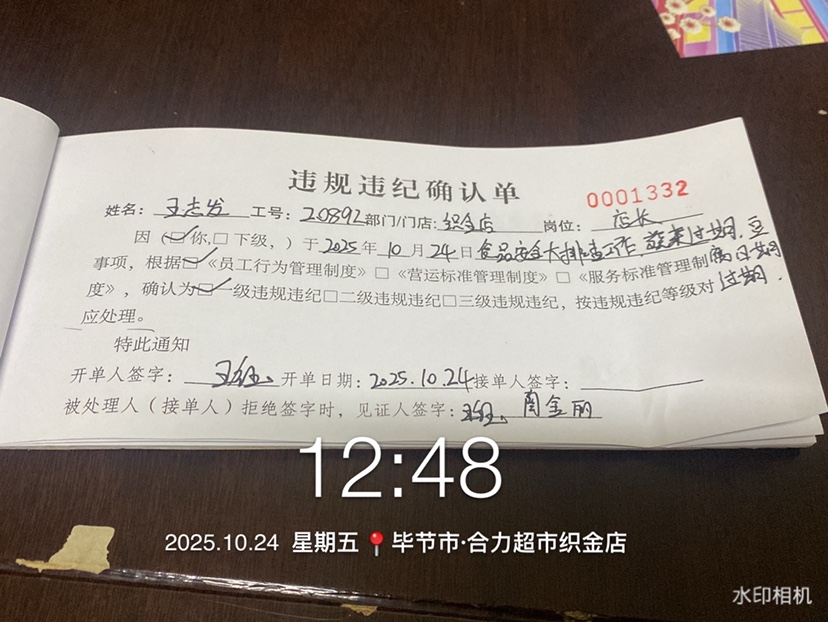 违规违纪确认单
0001332
姓名：王志发 工号：20892 部门/门店：织金店 岗位：店长
因（☑你，□下级，）于2025年10月24日食品安全大排查工作，蔬来过期，豆
事项，根据☑《员工行为管理制度》□《营运标准管理制度》□《服务标准管理制 腐日期
度》，确认为☑一级违规违纪□二级违规违纪□三级违规违纪，按违规违纪等级对 过期.
应处理。
特此通知
开单人签字： 开单日期：2025.10.24 接单人签字：
被处理人（接单人）拒绝签字时，见证人签字： 周金丽
12:48
2025.10.24 星期五 毕节市·合力超市织金店
水印相机